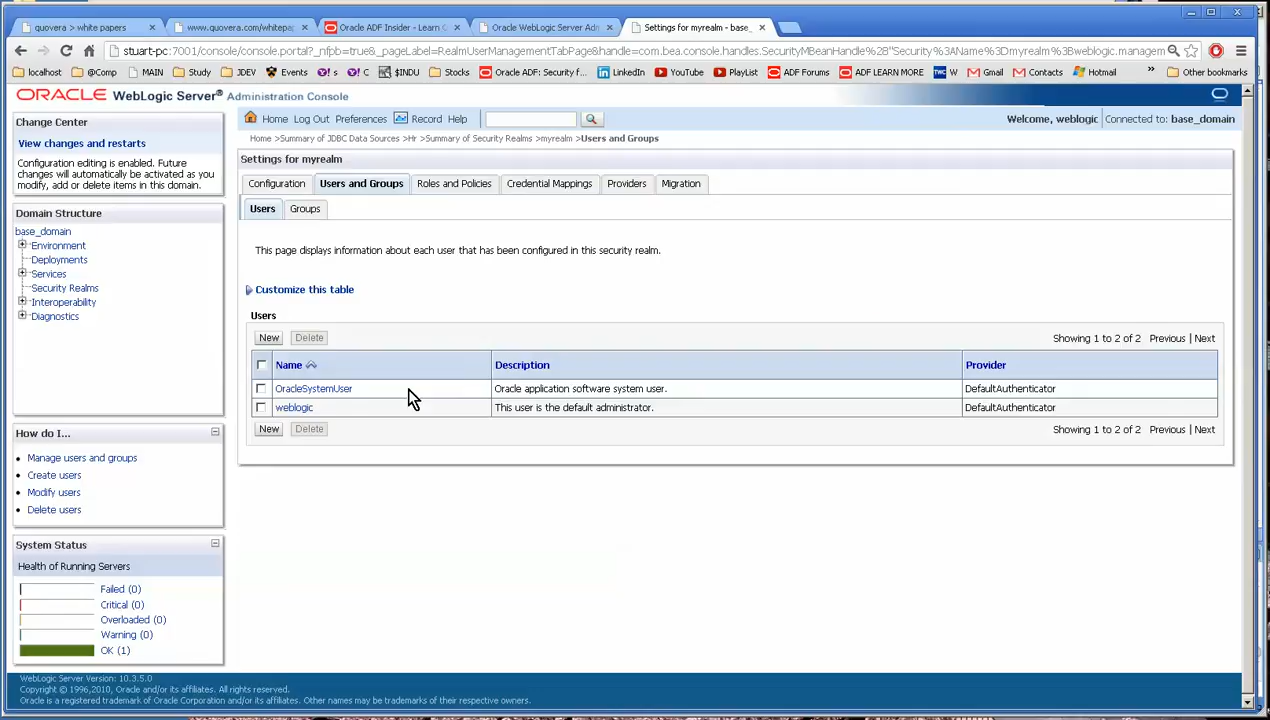 quovera > white papers
www.quovera.com/whitepap
Oracle ADF Insider - Learn C
Oracle WebLogic Server Adm
Settings for myrealm - base_
stuart-pc:7001/console/console.portal?_nfpb=true&_pageLabel=RealmUserManagementTabPage&handle=com.bea.console.handles.SecurityMBeanHandle%28"Security%3AName%3Dmyrealm%3Bweblogic.managem
localhost @Comp MAIN Study JDEV Events Y! s Y! C $INDU Stocks Oracle ADF: Security f... LinkedIn YouTube PlayList ADF Forums ADF LEARN MORE TWC W Gmail Contacts Hotmail » Other bookmarks
ORACLE WebLogic Server® Administration Console
Change Center
View changes and restarts
Configuration editing is enabled. Future
changes will automatically be activated as you
modify, add or delete items in this domain.
Domain Structure
base_domain
Environment
Deployments
Services
Security Realms
Interoperability
Diagnostics
How do I...
Manage users and groups
Create users
Modify users
Delete users
System Status
Health of Running Servers
Failed (0)
Critical (0)
Overloaded (0)
Warning (0)
OK (1)
Home Log Out Preferences Record Help
Welcome, weblogic Connected to: base_domain
Home >Summary of JDBC Data Sources >Hr >Summary of Security Realms >myrealm >Users and Groups
Settings for myrealm
Configuration Users and Groups Roles and Policies Credential Mappings Providers Migration
Users Groups
This page displays information about each user that has been configured in this security realm.
Customize this table
Users
New Delete Showing 1 to 2 of 2 Previous | Next
Name Description Provider
OracleSystemUser Oracle application software system user. DefaultAuthenticator
weblogic This user is the default administrator. DefaultAuthenticator
New Delete Showing 1 to 2 of 2 Previous | Next
WebLogic Server Version: 10.3.5.0
Copyright © 1996,2010, Oracle and/or its affiliates. All rights reserved.
Oracle is a registered trademark of Oracle Corporation and/or its affiliates. Other names may be trademarks of their respective owners.